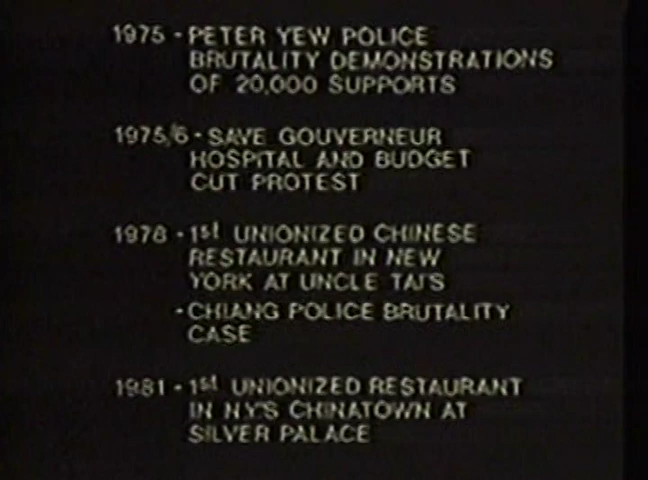 1975 - PETER YEW POLICE
BRUTALITY DEMONSTRATIONS
OF 20,000 SUPPORTS
1975/6 - SAVE GOUVERNEUR
HOSPITAL AND BUDGET
CUT PROTEST
1978 - 1st UNIONIZED CHINESE
RESTAURANT IN NEW
YORK AT UNCLE TAI'S
- CHIANG POLICE BRUTALITY
CASE
1981 - 1st UNIONIZED RESTAURANT
IN N.Y.'S CHINATOWN AT
SILVER PALACE